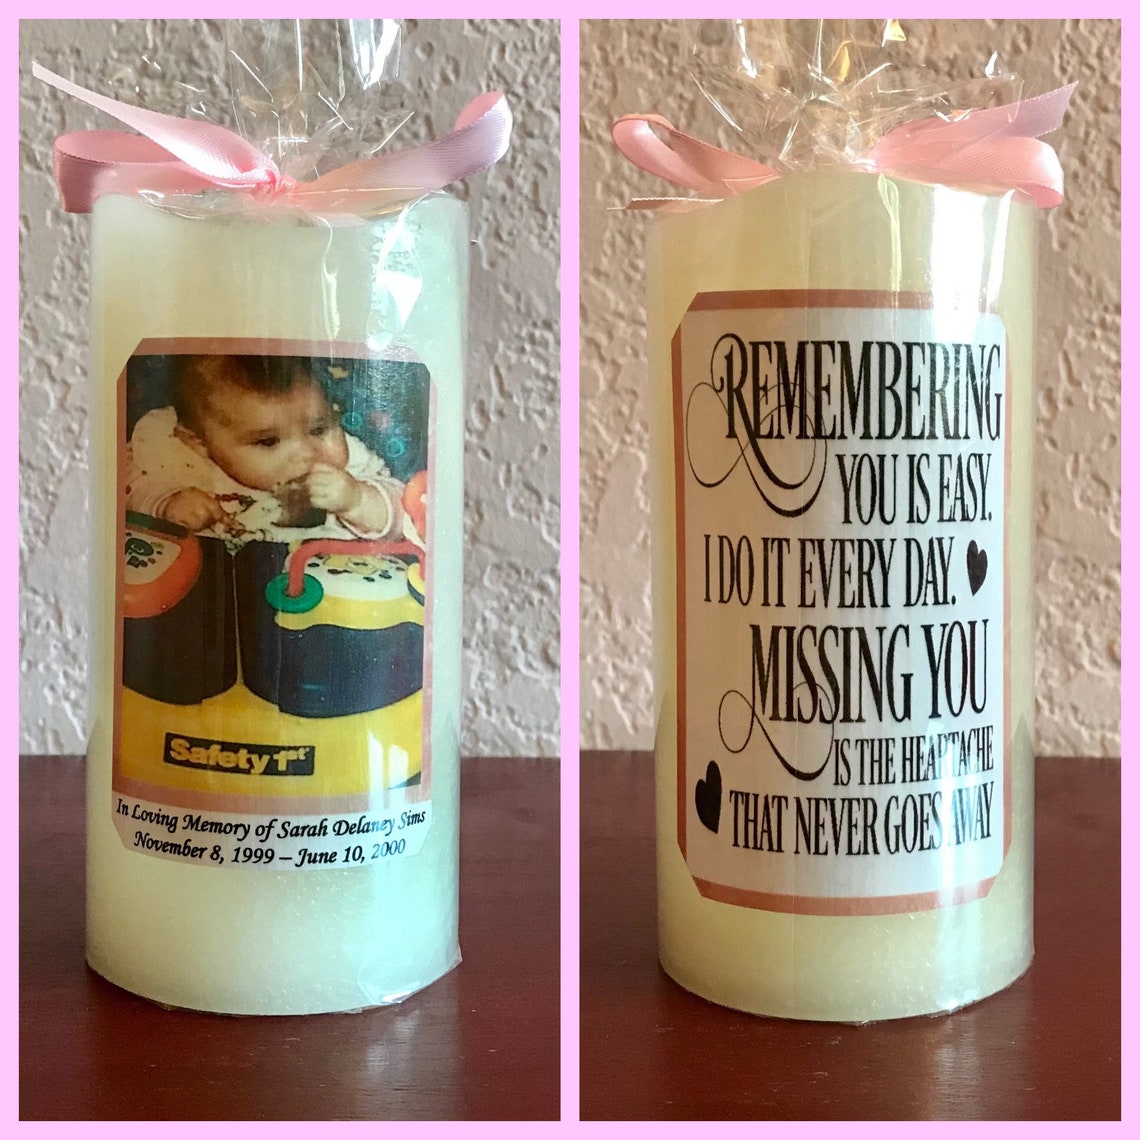 Safety 1st
In Loving Memory of Sarah Delaney Sims
November 8, 1999 – June 10, 2000
REMEMBERING
YOU IS EASY.
I DO IT EVERY DAY.
MISSING YOU
IS THE HEARTACHE
THAT NEVER GOES AWAY